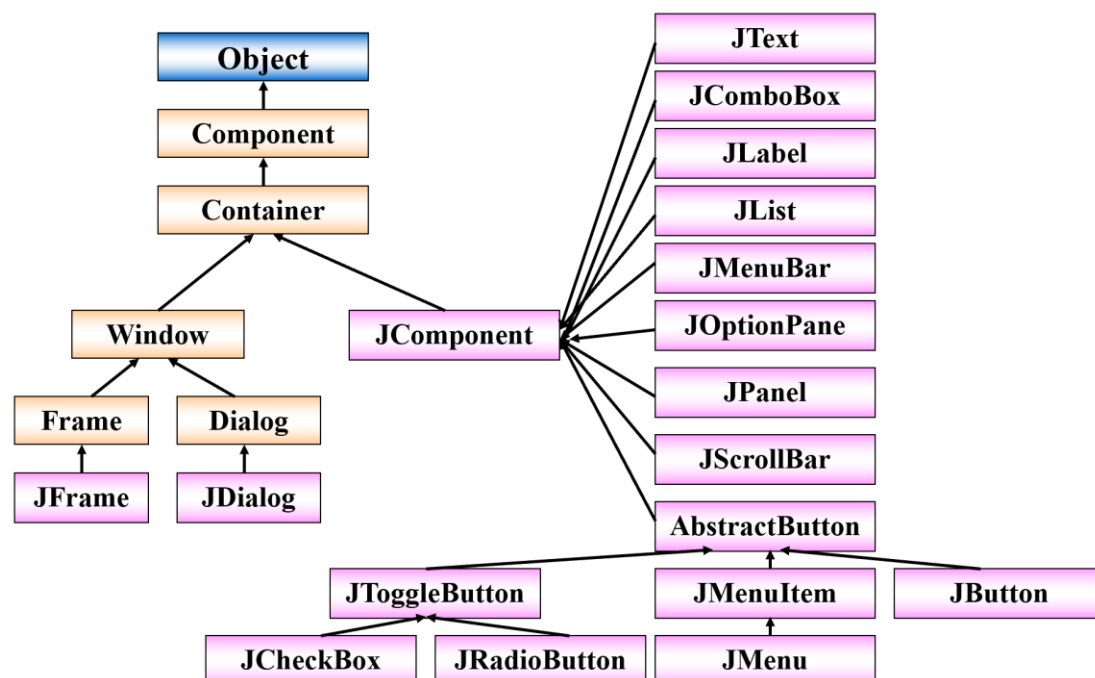 Object
Component
Container
Window
JComponent
Frame
Dialog
JFrame
JDialog
JText
JComboBox
JLabel
JList
JMenuBar
JOptionPane
JPanel
JScrollBar
AbstractButton
JToggleButton
JMenuItem
JButton
JCheckBox
JRadioButton
JMenu